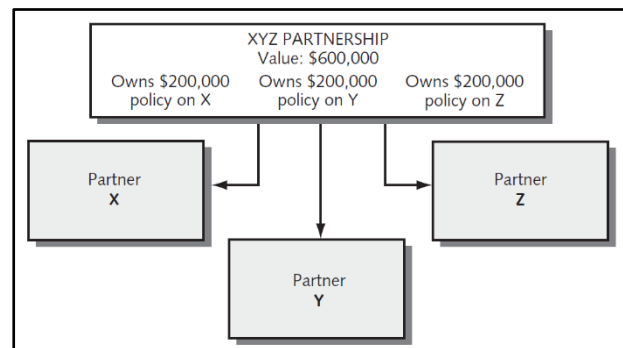 XYZ PARTNERSHIP
Value: $600,000
Owns $200,000 Owns $200,000 Owns $200,000
policy on X policy on Y policy on Z
Partner
X
Partner
Z
Partner
Y